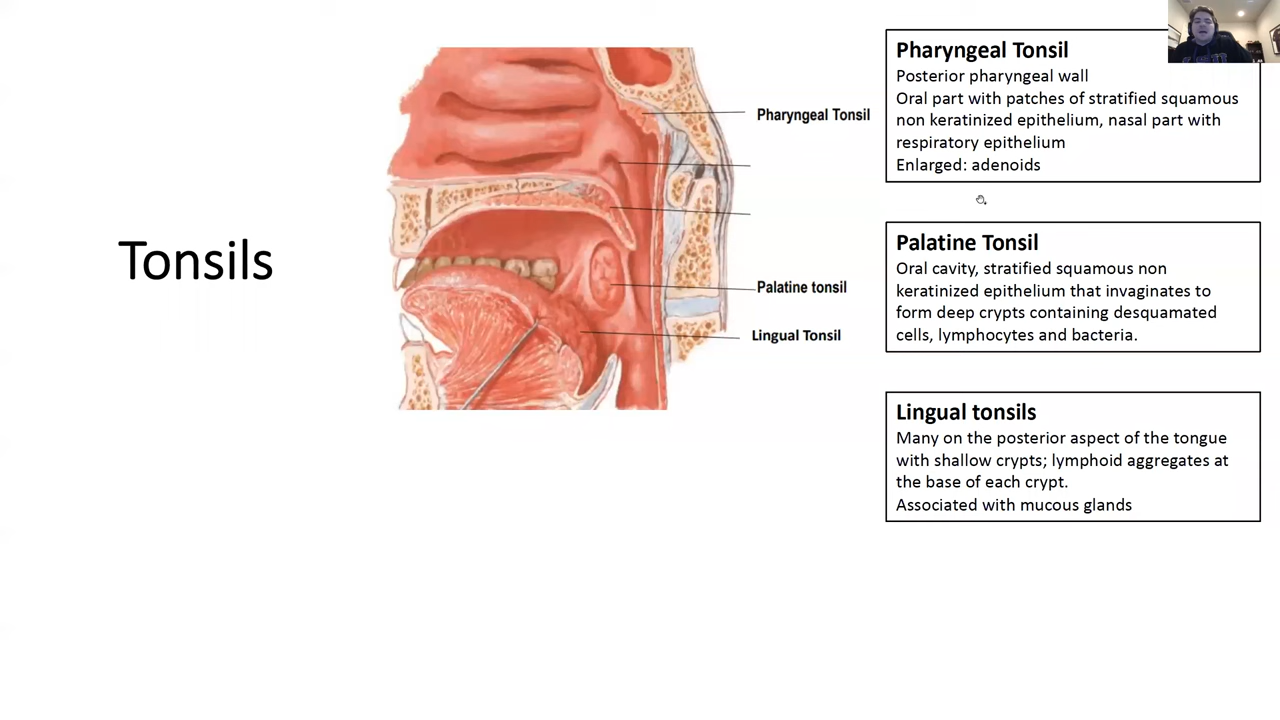 Tonsils
Pharyngeal Tonsil
Palatine tonsil
Lingual Tonsil
Pharyngeal Tonsil
Posterior pharyngeal wall
Oral part with patches of stratified squamous
non keratinized epithelium, nasal part with
respiratory epithelium
Enlarged: adenoids
Palatine Tonsil
Oral cavity, stratified squamous non
keratinized epithelium that invaginates to
form deep crypts containing desquamated
cells, lymphocytes and bacteria.
Lingual tonsils
Many on the posterior aspect of the tongue
with shallow crypts; lymphoid aggregates at
the base of each crypt.
Associated with mucous glands